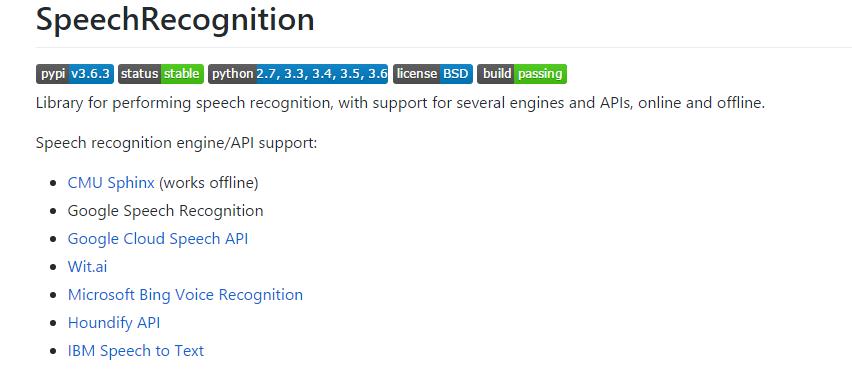 SpeechRecognition
pypi v3.6.3 status stable python 2.7, 3.3, 3.4, 3.5, 3.6 license BSD build passing
Library for performing speech recognition, with support for several engines and APIs, online and offline.
Speech recognition engine/API support:
• CMU Sphinx (works offline)
• Google Speech Recognition
• Google Cloud Speech API
• Wit.ai
• Microsoft Bing Voice Recognition
• Houndify API
• IBM Speech to Text